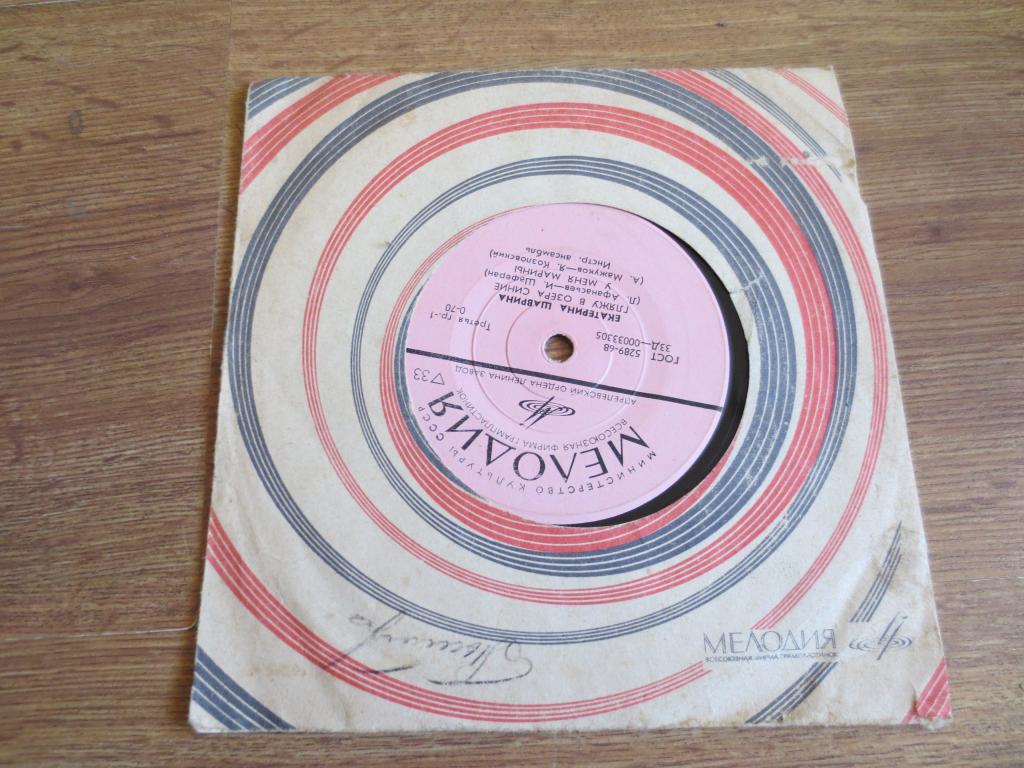 МИНИСТЕРСТВО КУЛЬТУРЫ СССР
МЕЛОДИЯ
ВСЕСОЮЗНАЯ ФИРМА ГРАМПЛАСТИНОК
▽33
АПРЕЛЕВСКИЙ ОРДЕНА ЛЕНИНА ЗАВОД
ГОСТ 5289-68
33Д—00033305
Третья гр.-1
0-70
ЕКАТЕРИНА ШАВРИНА
ГЛЯЖУ В ОЗЕРА СИНИЕ
(Л. Афанасьев—И. Шаферан)
У МЕНЯ МАРИНЫ
(А. Мажуков—Я. Козловский)
Инстр. ансамбль
МЕЛОДИЯ
ВСЕСОЮЗНАЯ ФИРМА ГРАМПЛАСТИНОК